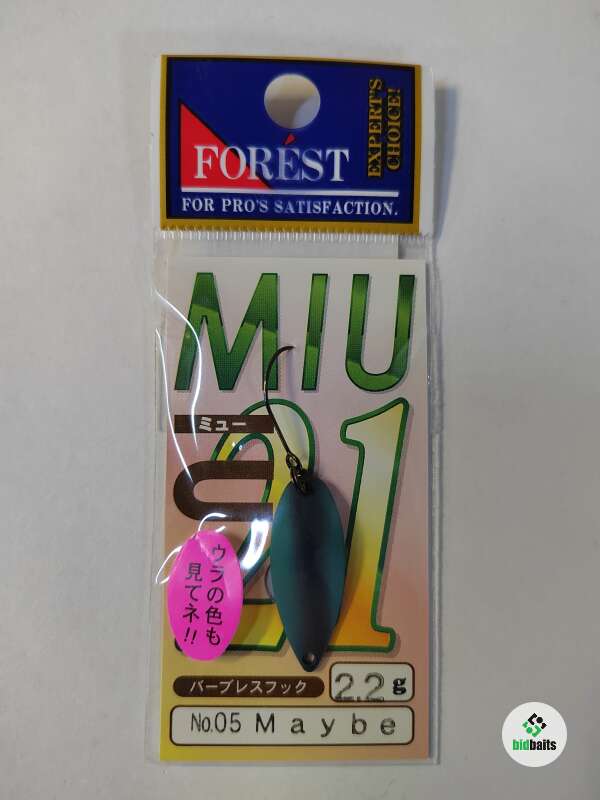 FORÉST
EXPERT'S
CHOICE!
FOR PRO'S SATISFACTION.
MIU
ミュー
21
ウラの色も
見てネ!!
バーブレスフック
2.2g
No.05 Maybe
bidbaits